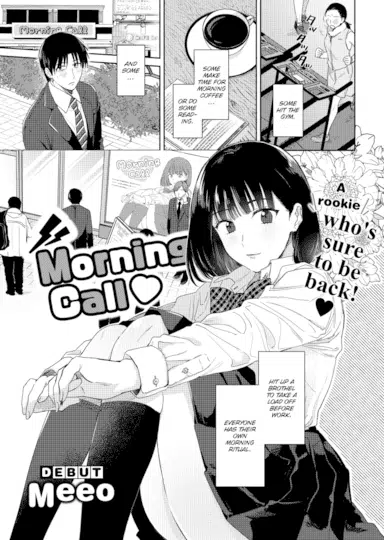 Morning Call
AND
SOME
...
SOME
MAKE
TIME FOR
MORNING
COFFEE
...
OR DO
SOME
READ-
ING.
SOME
HIT THE
GYM.
Morning
Call
A
rookie
who's
sure
to be
back!
Morning
Call
HIT UP A
BROTHEL
TO TAKE A
LOAD OFF
BEFORE
WORK.
EVERYONE
HAS THEIR
OWN
MORNING
RITUAL.
DEBUT
Meeo